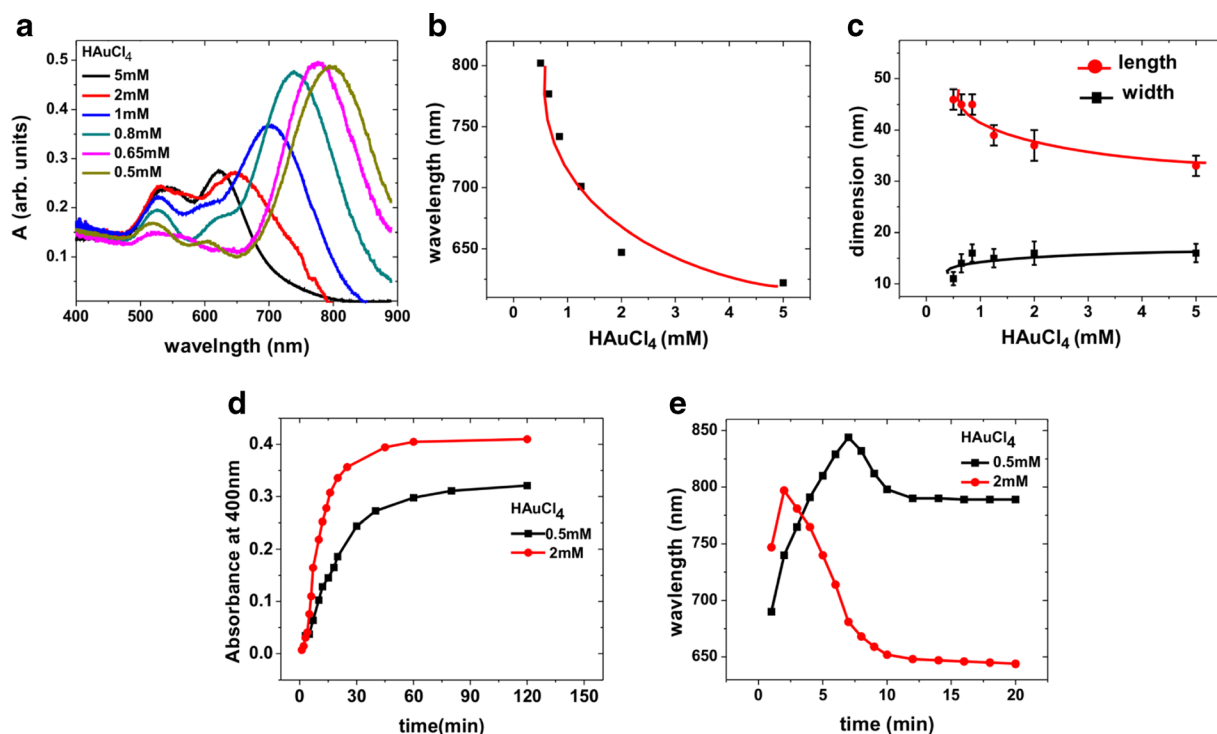 a
HAuCl4
5mM
2mM
1mM
0.8mM
0.65mM
0.5mM
A (arb. units)
0.5
0.4
0.3
0.2
0.1
400 500 600 700 800 900
wavelngth (nm)
b
wavelength (nm)
800
750
700
650
0 1 2 3 4 5
HAuCl4 (mM)
c
length
width
dimension (nm)
50
40
30
20
10
0 1 2 3 4 5
HAuCl4 (mM)
d
Absorbance at 400nm
0.4
0.3
0.2
0.1
0.0
HAuCl4
0.5mM
2mM
0 30 60 90 120 150
time(min)
e
wavlength (nm)
850
800
750
700
650
HAuCl4
0.5mM
2mM
0 5 10 15 20
time (min)